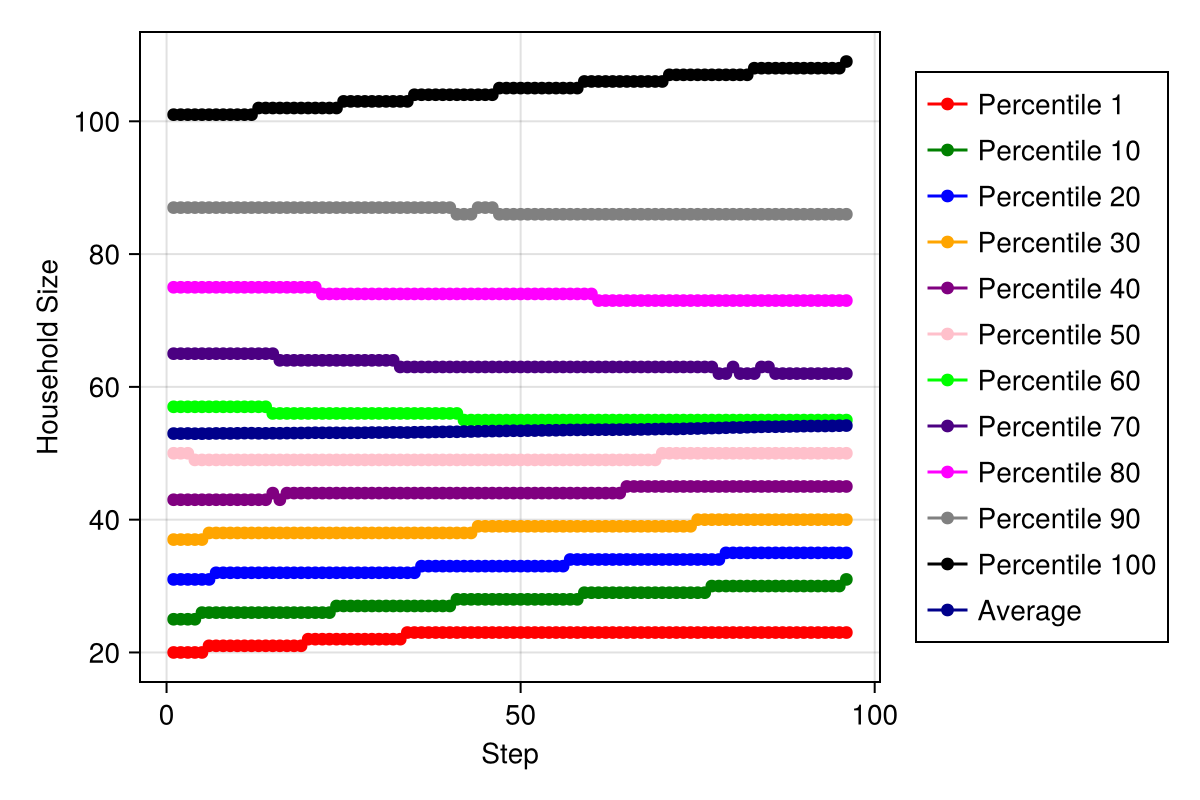 Household Size
100
80
60
40
20
0
50
100
Step
Percentile 1
Percentile 10
Percentile 20
Percentile 30
Percentile 40
Percentile 50
Percentile 60
Percentile 70
Percentile 80
Percentile 90
Percentile 100
Average